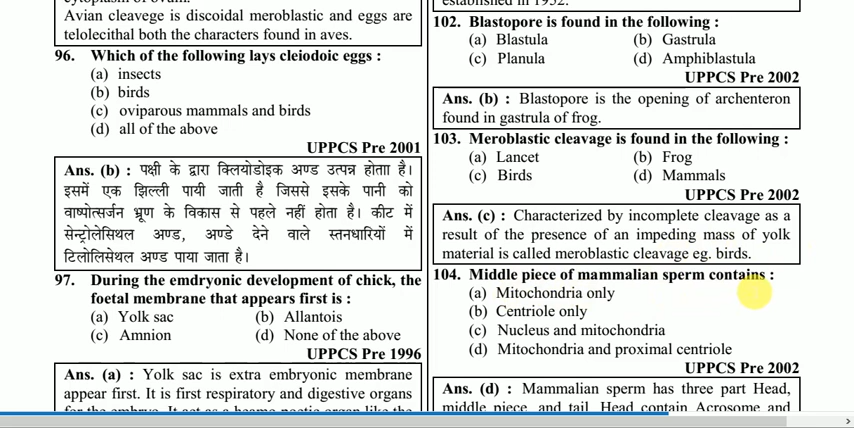 Avian cleavege is discoidal meroblastic and eggs are
telolecithal both the characters found in aves.
96. Which of the following lays cleiodoic eggs :
(a) insects
(b) birds
(c) oviparous mammals and birds
(d) all of the above
UPPCS Pre 2001
Ans. (b) : पक्षी के द्वारा क्लियोडोइक अण्ड उत्पन्न होताा है।
इसमें एक झिल्ली पायी जाती है जिससे इसके पानी को
वाष्पोत्सर्जन भ्रूण के विकास से पहले नहीं होता है। कीट में
सेन्ट्रोलेसिथल अण्ड, अण्डे देने वाले स्तनधारियों में
टिलोलिसेथल अण्ड पाया जाता है।
97. During the emdryonic development of chick, the
foetal membrane that appears first is :
(a) Yolk sac (b) Allantois
(c) Amnion (d) None of the above
UPPCS Pre 1996
Ans. (a) : Yolk sac is extra embryonic membrane
appear first. It is first respiratory and digestive organs
102. Blastopore is found in the following :
(a) Blastula (b) Gastrula
(c) Planula (d) Amphiblastula
UPPCS Pre 2002
Ans. (b) : Blastopore is the opening of archenteron
found in gastrula of frog.
103. Meroblastic cleavage is found in the following :
(a) Lancet (b) Frog
(c) Birds (d) Mammals
UPPCS Pre 2002
Ans. (c) : Characterized by incomplete cleavage as a
result of the presence of an impeding mass of yolk
material is called meroblastic cleavage eg. birds.
104. Middle piece of mammalian sperm contains :
(a) Mitochondria only
(b) Centriole only
(c) Nucleus and mitochondria
(d) Mitochondria and proximal centriole
UPPCS Pre 2002
Ans. (d) : Mammalian sperm has three part Head,
middle piece, and tail. Head contain Acrosome and